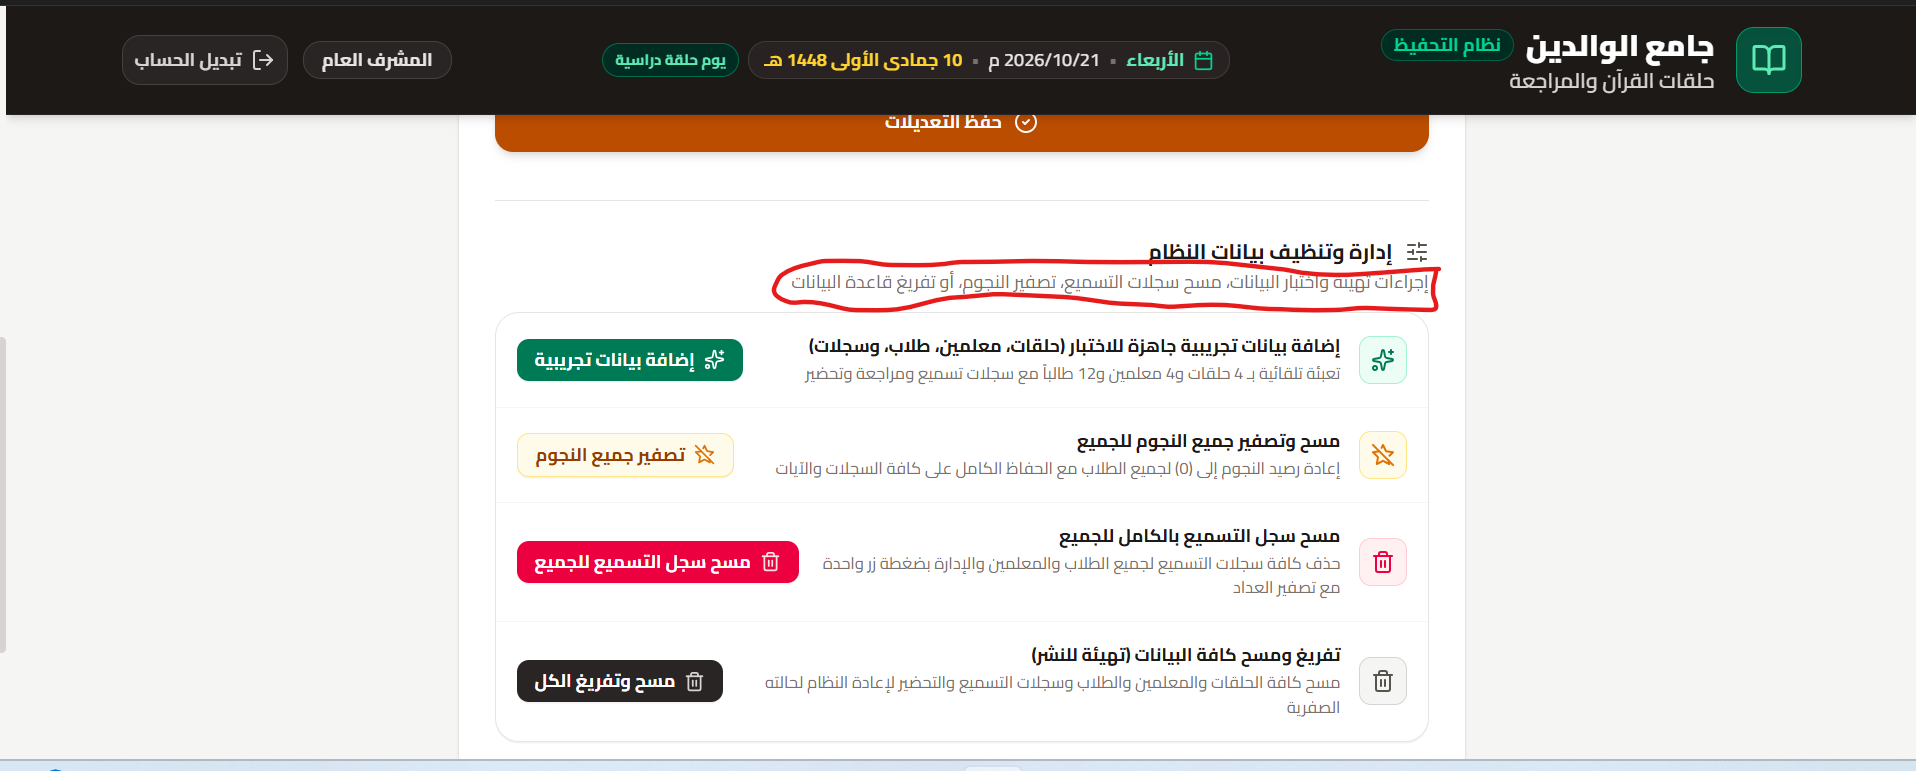 جامع الوالدين
نظام التحفيظ
حلقات القرآن والمراجعة
الأربعاء ▪ 2026/10/21 م ▪ 10 جمادى الأولى 1448 هـ
يوم حلقة دراسية
المشرف العام
تبديل الحساب
حفظ التعديلات
إدارة وتنظيف بيانات النظام
إجراءات تهيئة واختبار البيانات، مسح سجلات التسميع، تصفير النجوم، أو تفريغ قاعدة البيانات
إضافة بيانات تجريبية جاهزة للاختبار (حلقات، معلمين، طلاب، وسجلات)
تعبئة تلقائية بـ 4 حلقات و4 معلمين و12 طالباً مع سجلات تسميع ومراجعة وتحضير
إضافة بيانات تجريبية
مسح وتصفير جميع النجوم للجميع
إعادة رصيد النجوم إلى (0) لجميع الطلاب مع الحفاظ الكامل على كافة السجلات والآيات
تصفير جميع النجوم
مسح سجل التسميع بالكامل للجميع
حذف كافة سجلات التسميع لجميع الطلاب والمعلمين والإدارة بضغطة زر واحدة
مع تصفير العداد
مسح سجل التسميع للجميع
تفريغ ومسح كافة البيانات (تهيئة للنشر)
مسح كافة الحلقات والمعلمين والطلاب وسجلات التسميع والتحضير لإعادة النظام لحالته
الصفرية
مسح وتفريغ الكل